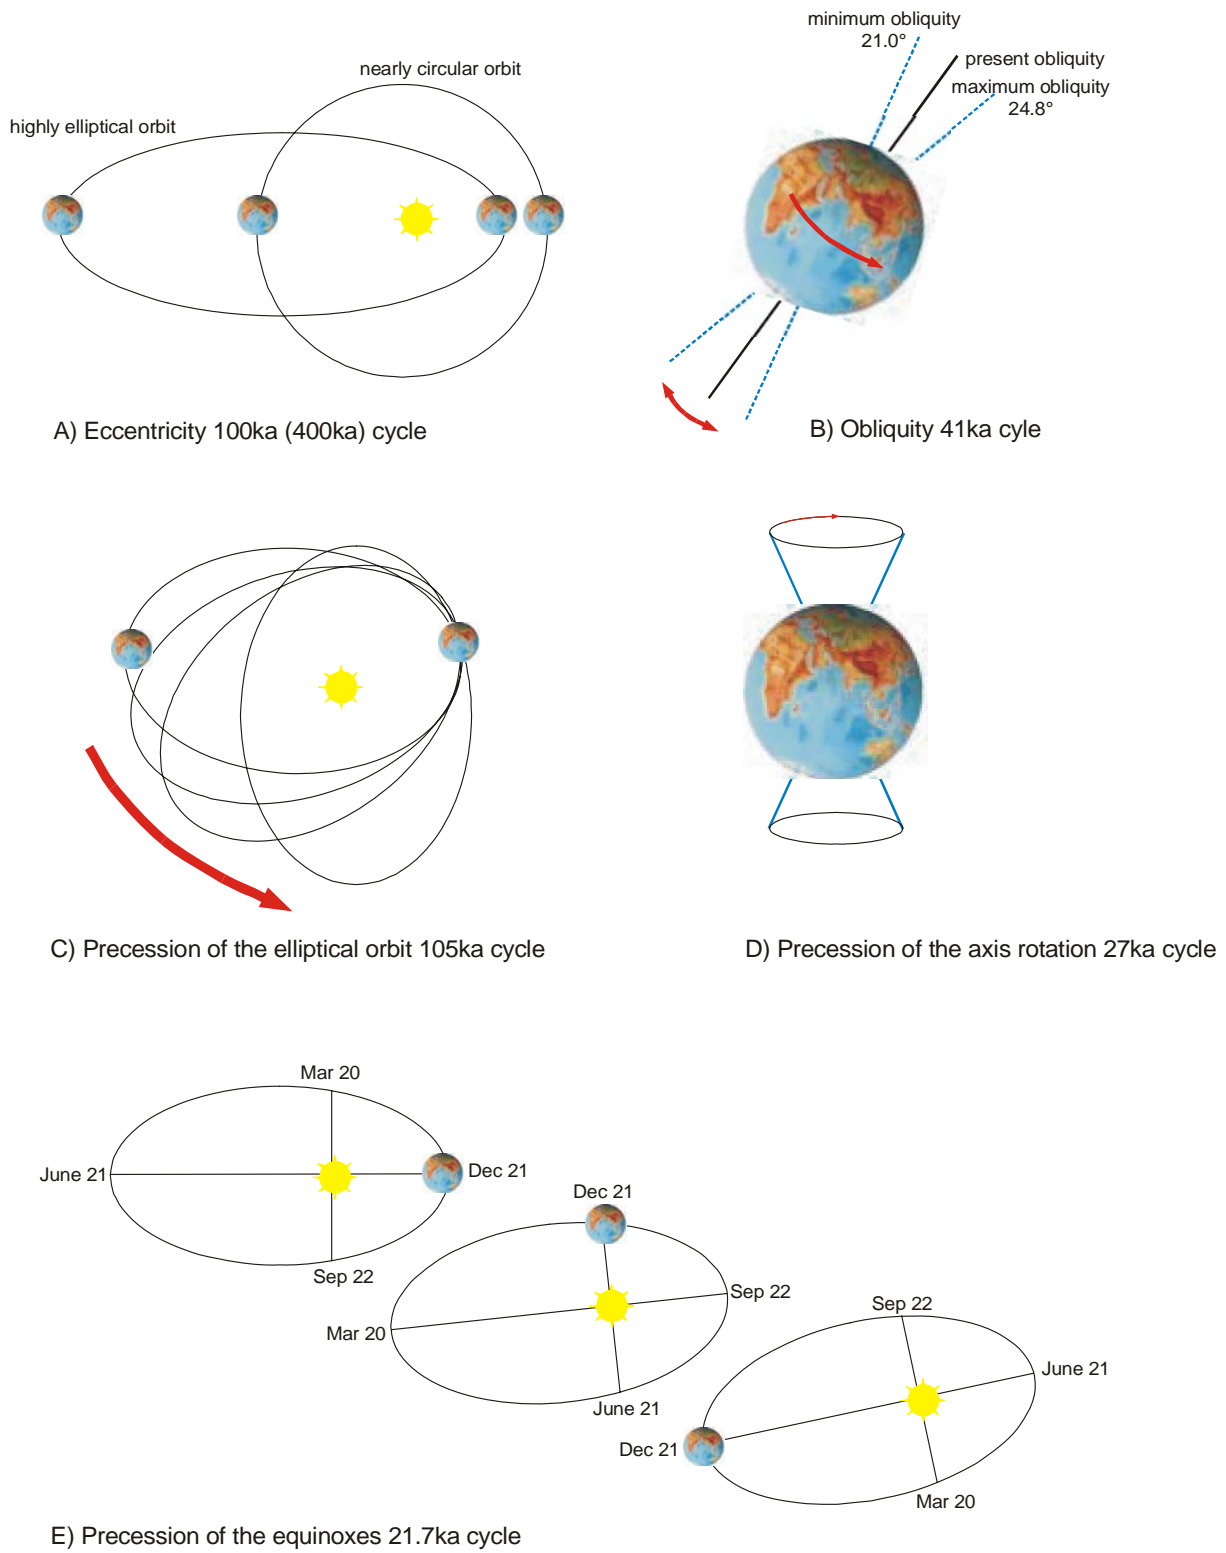 nearly circular orbit
highly elliptical orbit
A) Eccentricity 100ka (400ka) cycle
minimum obliquity
21.0°
present obliquity
maximum obliquity
24.8°
B) Obliquity 41ka cyle
C) Precession of the elliptical orbit 105ka cycle
D) Precession of the axis rotation 27ka cycle
Mar 20
June 21
Dec 21
Sep 22
Dec 21
Sep 22
Mar 20
June 21
Sep 22
June 21
Dec 21
Mar 20
E) Precession of the equinoxes 21.7ka cycle